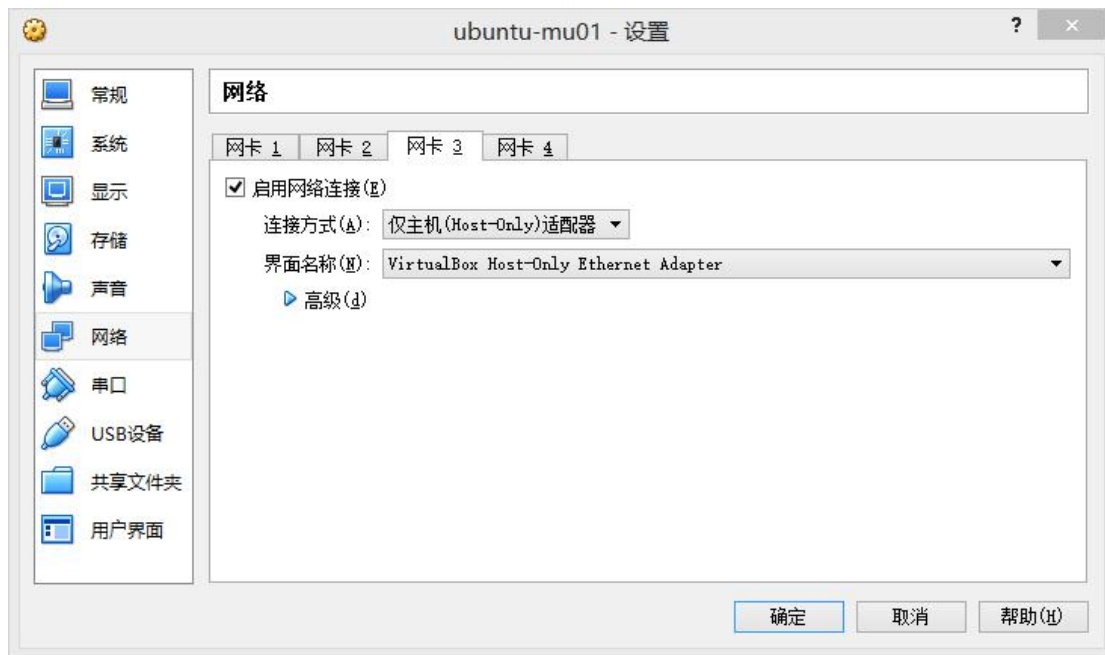 ubuntu-mu01 - 设置
?
×
常规
系统
显示
存储
声音
网络
串口
USB设备
共享文件夹
用户界面
网络
网卡 1 网卡 2 网卡 3 网卡 4
启用网络连接(E)
连接方式(A): 仅主机(Host-Only)适配器
界面名称(N): VirtualBox Host-Only Ethernet Adapter
高级(d)
确定 取消 帮助(H)